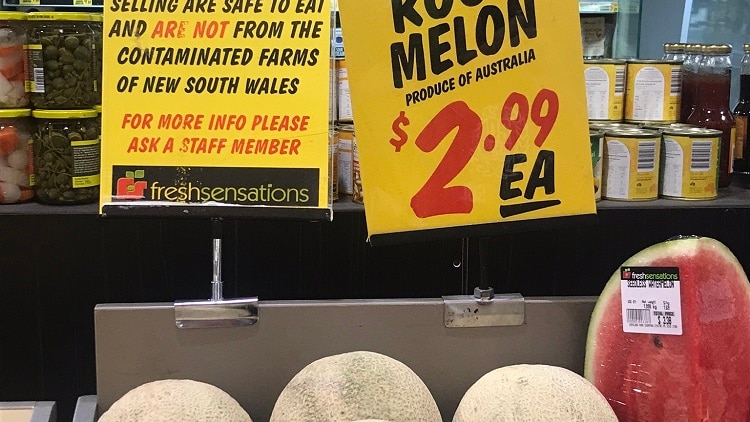 SELLING ARE SAFE TO EAT
AND ARE NOT FROM THE
CONTAMINATED FARMS
OF NEW SOUTH WALES
FOR MORE INFO PLEASE
ASK A STAFF MEMBER
freshsensations
MELON
PRODUCE OF AUSTRALIA
$2.99
EA
freshsensations
SEEDLESS WATERMELON